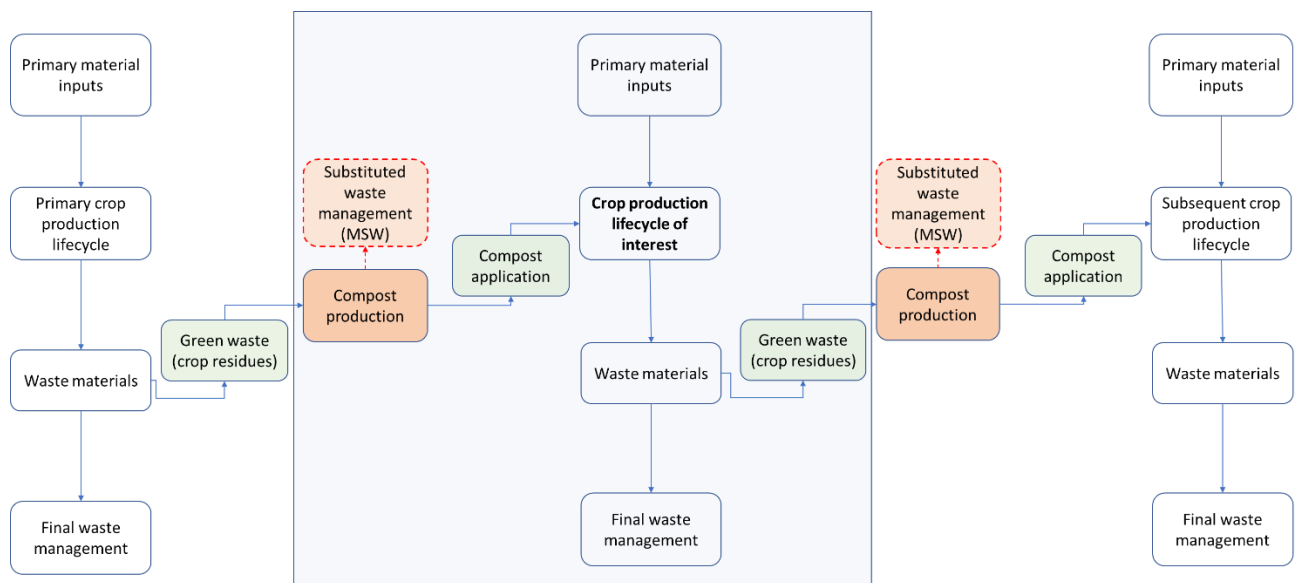 Primary material
inputs
Primary crop
production
lifecycle
Waste materials
Final waste
management
Green waste
(crop residues)
Substituted
waste
management
(MSW)
Compost
production
Compost
application
Primary material
inputs
Crop production
lifecycle of
interest
Waste materials
Final waste
management
Green waste
(crop residues)
Substituted
waste
management
(MSW)
Compost
production
Compost
application
Primary material
inputs
Subsequent crop
production
lifecycle
Waste materials
Final waste
management